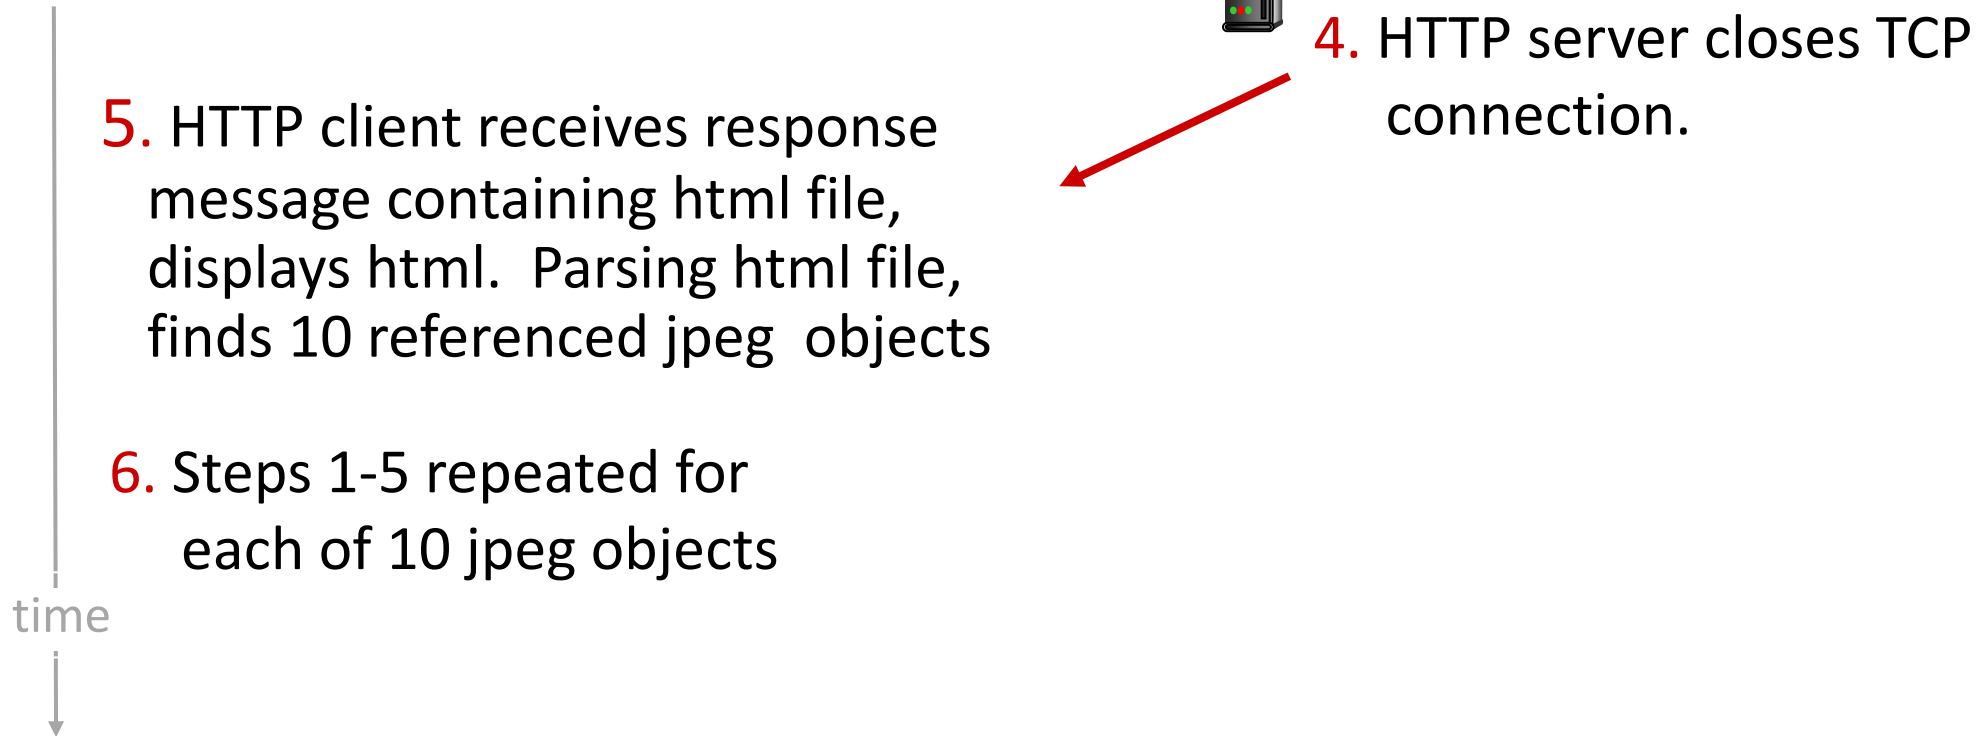 4. HTTP server closes TCP
connection.
5. HTTP client receives response
message containing html file,
displays html.  Parsing html file,
finds 10 referenced jpeg  objects
6. Steps 1-5 repeated for
each of 10 jpeg objects
time